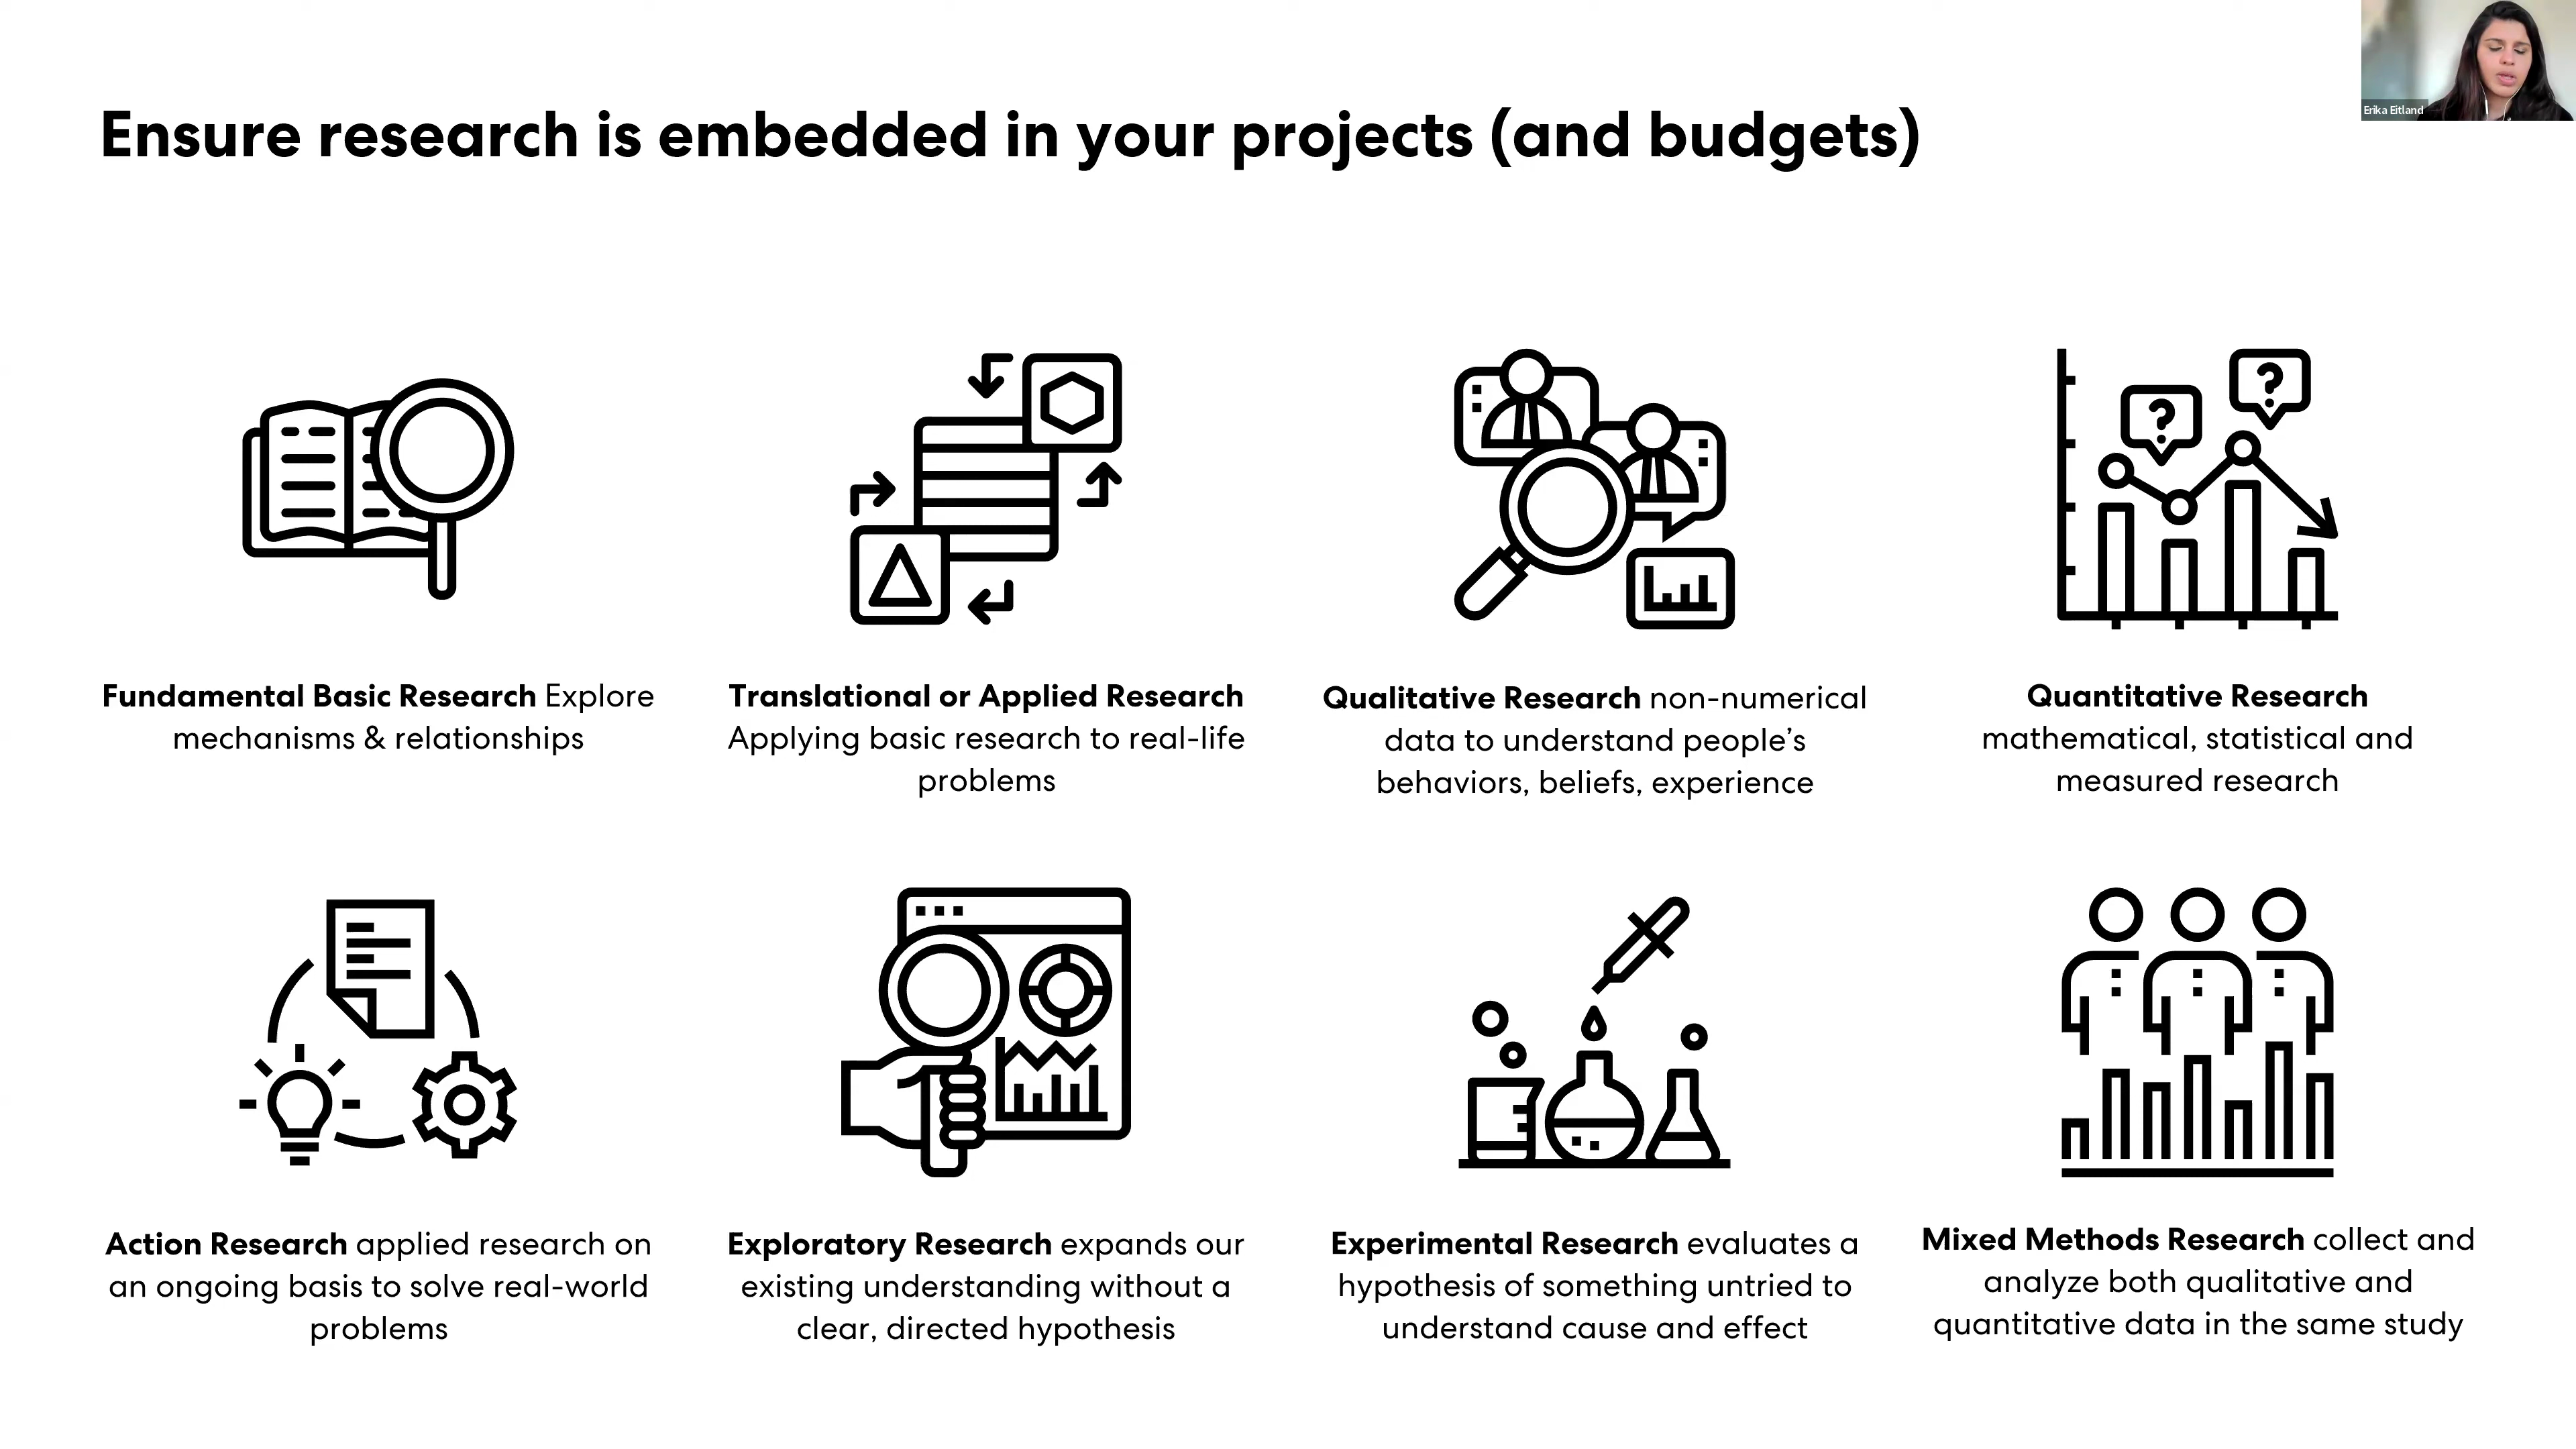 Erika Eitland
Ensure research is embedded in your projects (and budgets)
? ?
Fundamental Basic Research Explore
mechanisms & relationships
Translational or Applied Research
Applying basic research to real-life
problems
Qualitative Research non-numerical
data to understand people's
behaviors, beliefs, experience
Quantitative Research
mathematical, statistical and
measured research
Action Research applied research on
an ongoing basis to solve real-world
problems
Exploratory Research expands our
existing understanding without a
clear, directed hypothesis
Experimental Research evaluates a
hypothesis of something untried to
understand cause and effect
Mixed Methods Research collect and
analyze both qualitative and
quantitative data in the same study